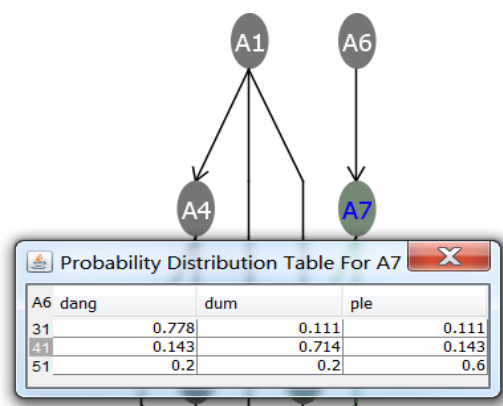 A1 A6
A4 A7
Probability Distribution Table For A7
A6 dang dum ple
31 0.778 0.111 0.111
41 0.143 0.714 0.143
51 0.2 0.2 0.6